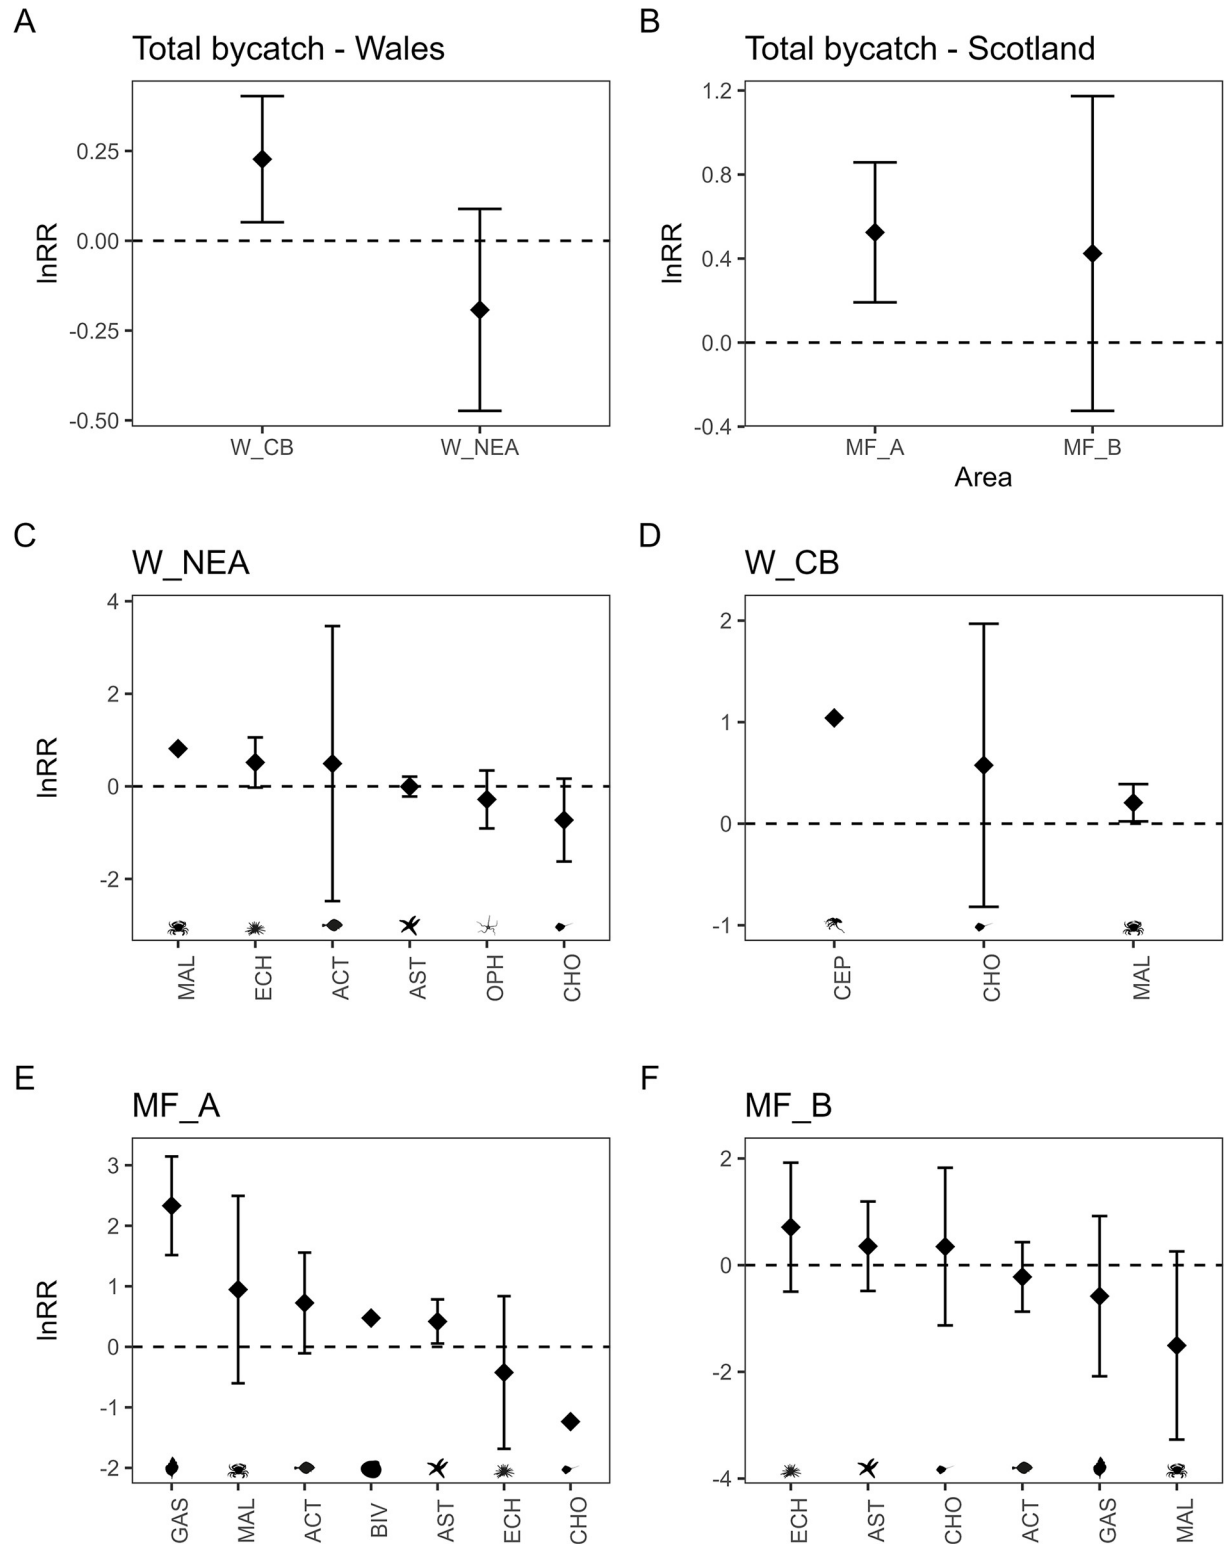 A
Total bycatch - Wales
lnRR
0.25
0.00
-0.25
-0.50
W_CB W_NEA
B
Total bycatch - Scotland
lnRR
1.2
0.8
0.4
0.0
-0.4
MF_A MF_B
Area
C
W_NEA
lnRR
4
2
0
-2
MAL ECH ACT AST OPH CHO
D
W_CB
2
1
0
-1
CEP CHO MAL
E
MF_A
lnRR
3
2
1
0
-1
-2
GAS MAL ACT BIV AST ECH CHO
F
MF_B
2
0
-2
-4
ECH AST CHO ACT GAS MAL